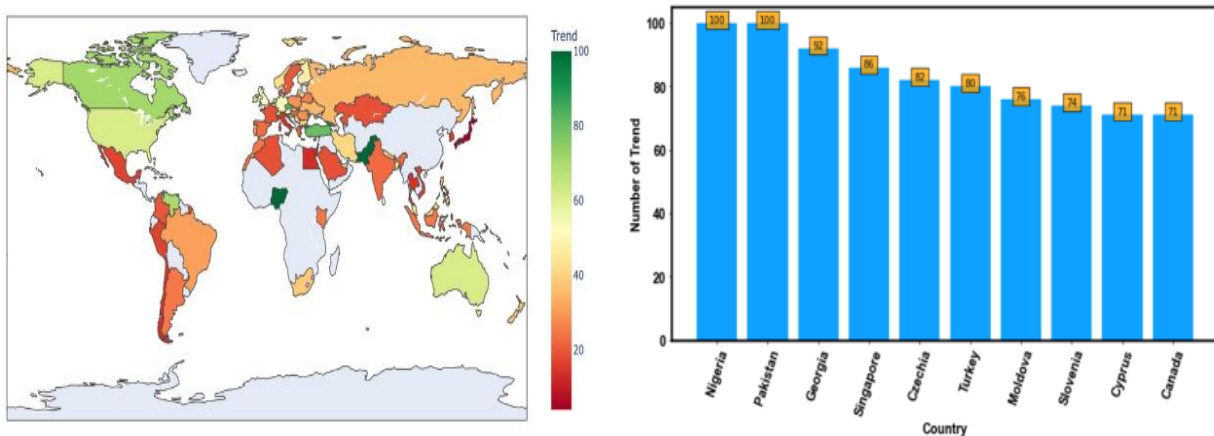 Trend
100
80
60
40
20
Number of Trend
100
80
60
40
20
0
100
100
92
86
82
80
76
74
71
71
Nigeria
Pakistan
Georgia
Singapore
Czechia
Turkey
Moldova
Slovenia
Cyprus
Canada
Country